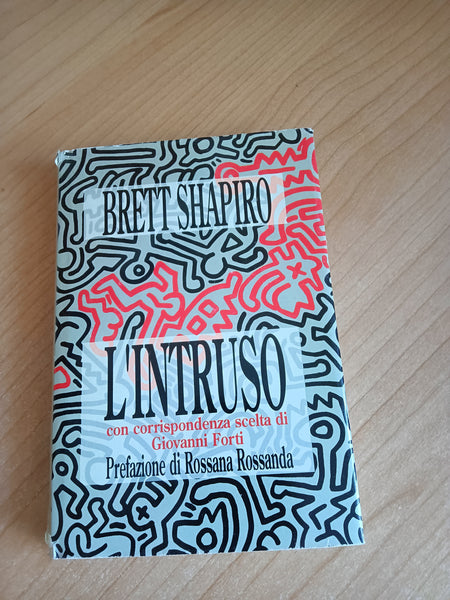 BRETT SHAPIRO
L'INTRUSO
con corrispondenza scelta di
Giovanni Forti
Prefazione di Rossana Rossanda